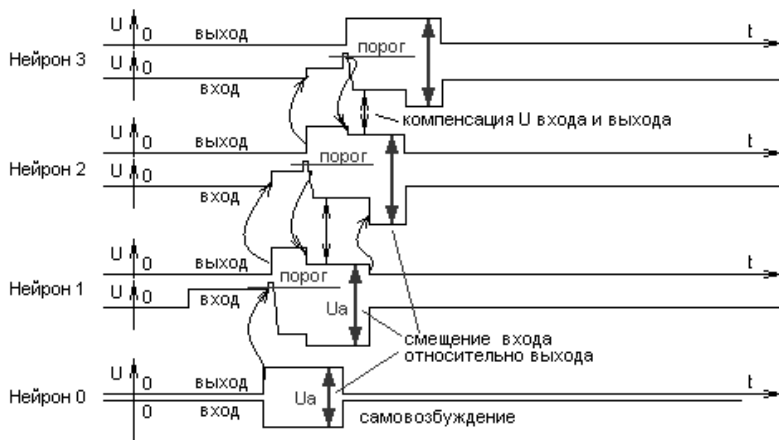 U 0 выход t
порог
Нейрон 3 U 0
вход
компенсация U входа и выхода
U 0 выход
порог
Нейрон 2 U 0
вход
U 0 выход t
порог
Нейрон 1 U 0 вход
Ua
смещение входа
относительно выхода
U 0 выход t
Нейрон 0
0 вход Ua
самовозбуждение